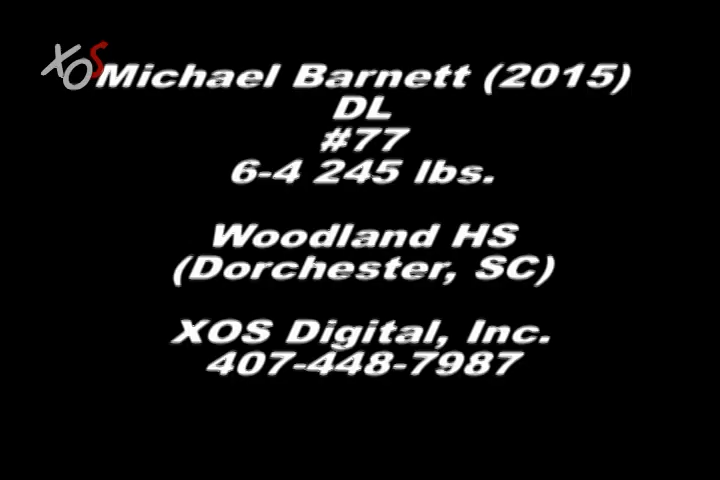 XOS
Michael Barnett (2015)
DL
#77
6-4 245 lbs.
Woodland HS
(Dorchester, SC)
XOS Digital, Inc.
407-448-7987